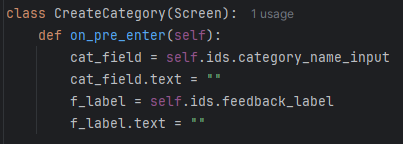 class CreateCategory(Screen): 1 usage
    def on_pre_enter(self):
        cat_field = self.ids.category_name_input
        cat_field.text = ""
        f_label = self.ids.feedback_label
        f_label.text = ""